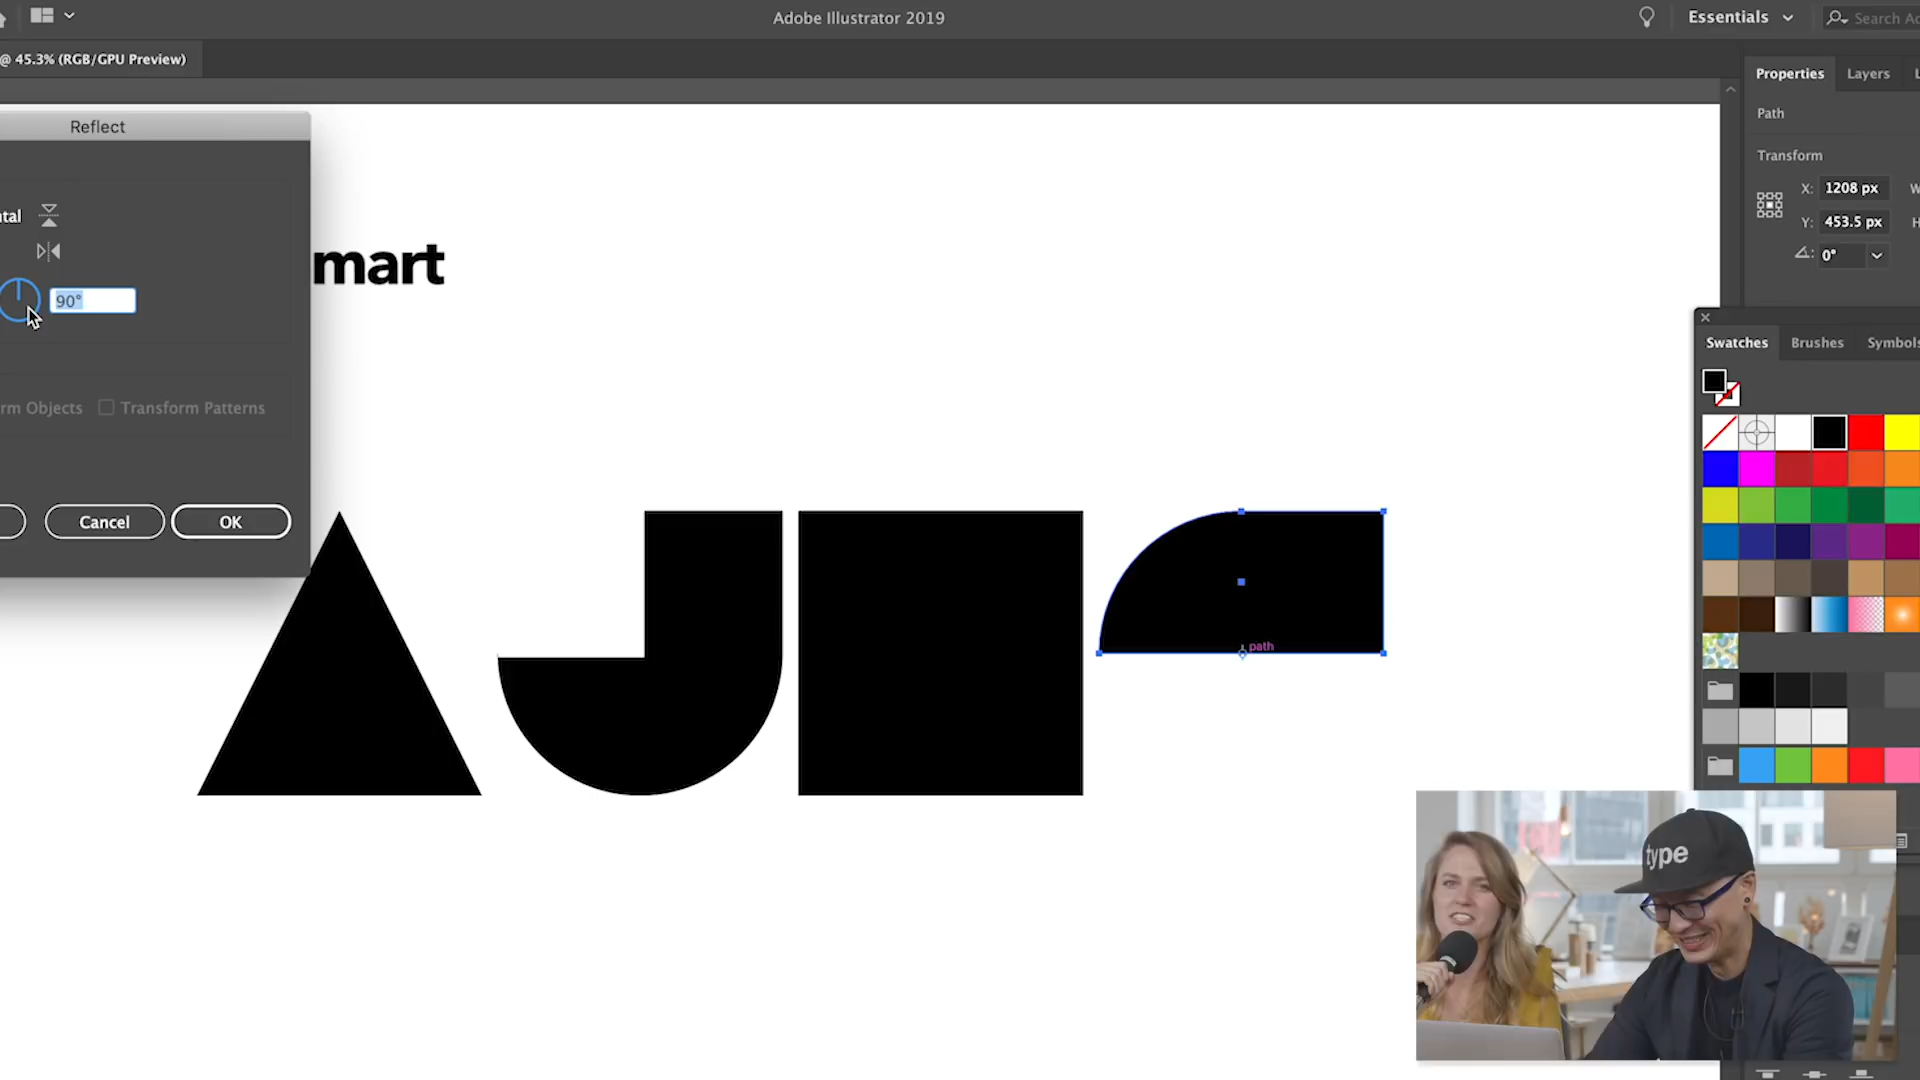 Adobe Illustrator 2019
Essentials
Search Ad
@ 45.3% (RGB/GPU Preview)
Properties
Layers
L
Path
Transform
X: 1208 px
W
Y: 453.5 px
H
0°
Reflect
ntal
90°
rm Objects
Transform Patterns
Cancel
OK
mart
path
Swatches
Brushes
Symbols
type